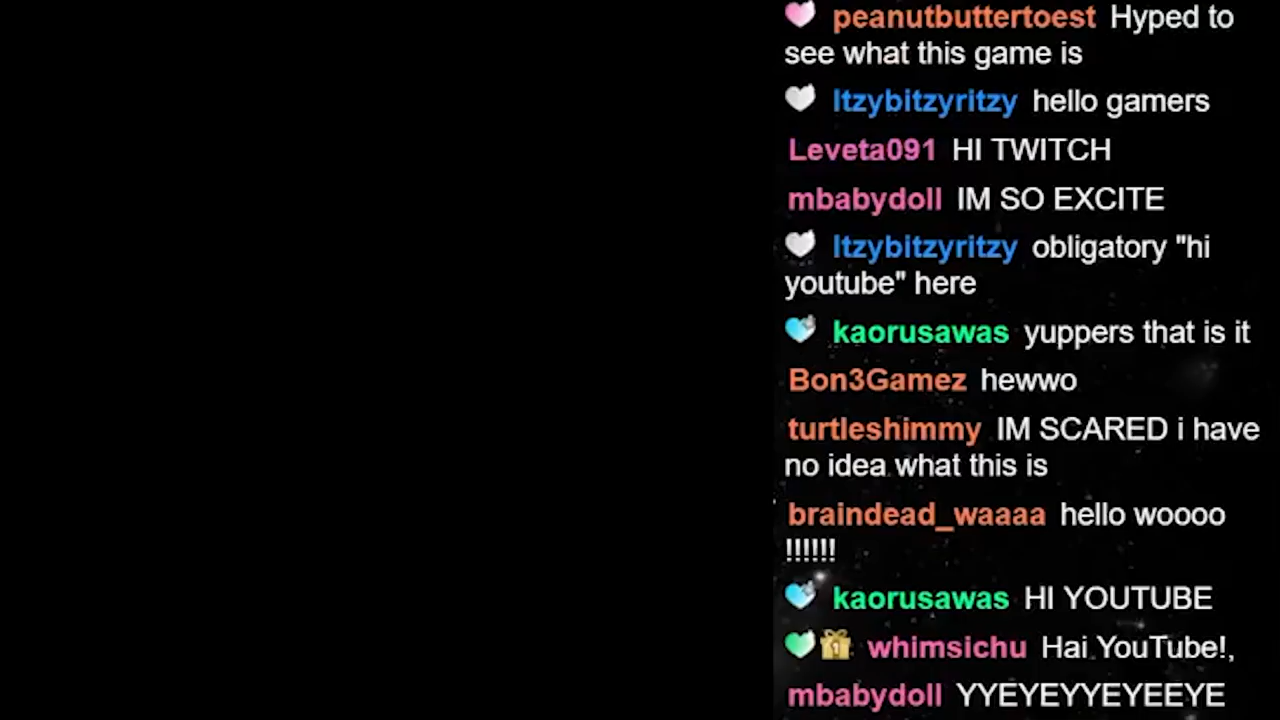 peanutbuttertoest Hyped to
see what this game is
Itzybitzyritzy hello gamers
Leveta091 HI TWITCH
mbabydoll IM SO EXCITE
Itzybitzyritzy obligatory "hi
youtube" here
kaorusawas yuppers that is it
Bon3Gamez hewwo
turtleshimmy IM SCARED i have
no idea what this is
braindead_waaaa hello woooo
!!!!!!
kaorusawas HI YOUTUBE
1 whimsichu Hai YouTube!,
mbabydoll YYEYEYYEYEEYE